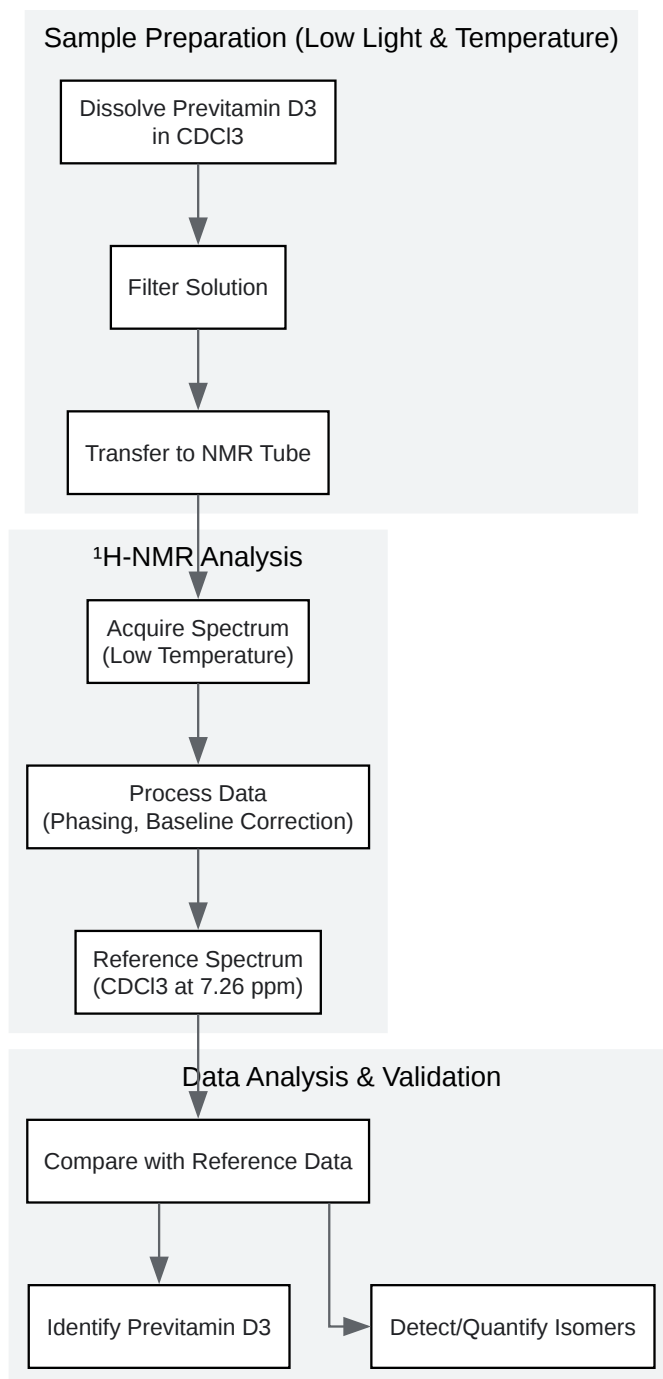 Sample Preparation (Low Light & Temperature)
Dissolve Previtamin D3
in CDCl3
Filter Solution
Transfer to NMR Tube
¹H-NMR Analysis
Acquire Spectrum
(Low Temperature)
Process Data
(Phasing, Baseline Correction)
Reference Spectrum
(CDCl3 at 7.26 ppm)
Data Analysis & Validation
Compare with Reference Data
Identify Previtamin D3
Detect/Quantify Isomers